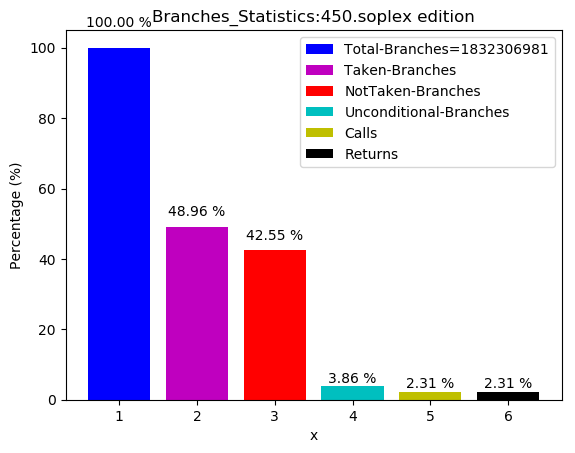 Branches_Statistics:450.soplex edition
100.00 %
Total-Branches=1832306981
Taken-Branches
NotTaken-Branches
Unconditional-Branches
Calls
Returns
48.96 %
42.55 %
3.86 %
2.31 %
2.31 %
Percentage (%)
100
80
60
40
20
0
1 2 3 4 5 6
x